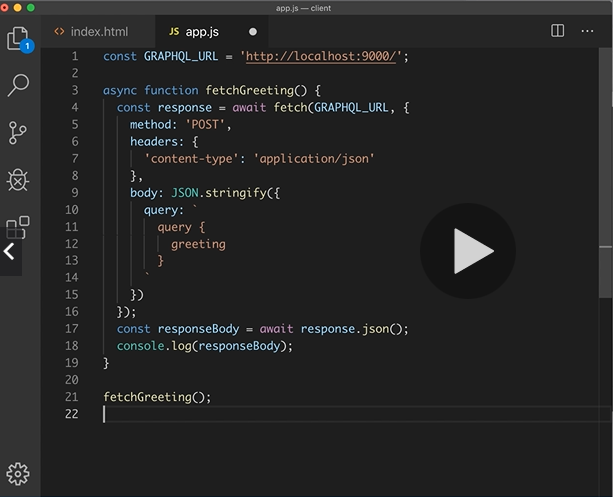 app.js — client
1
<> index.html
JS app.js
1 const GRAPHQL_URL = 'http://localhost:9000/';
2
3 async function fetchGreeting() {
4   const response = await fetch(GRAPHQL_URL, {
5     method: 'POST',
6     headers: {
7       'content-type': 'application/json'
8     },
9     body: JSON.stringify({
10       query: `
11         query {
12           greeting
13         }
14       `
15     })
16   });
17   const responseBody = await response.json();
18   console.log(responseBody);
19 }
20
21 fetchGreeting();
22